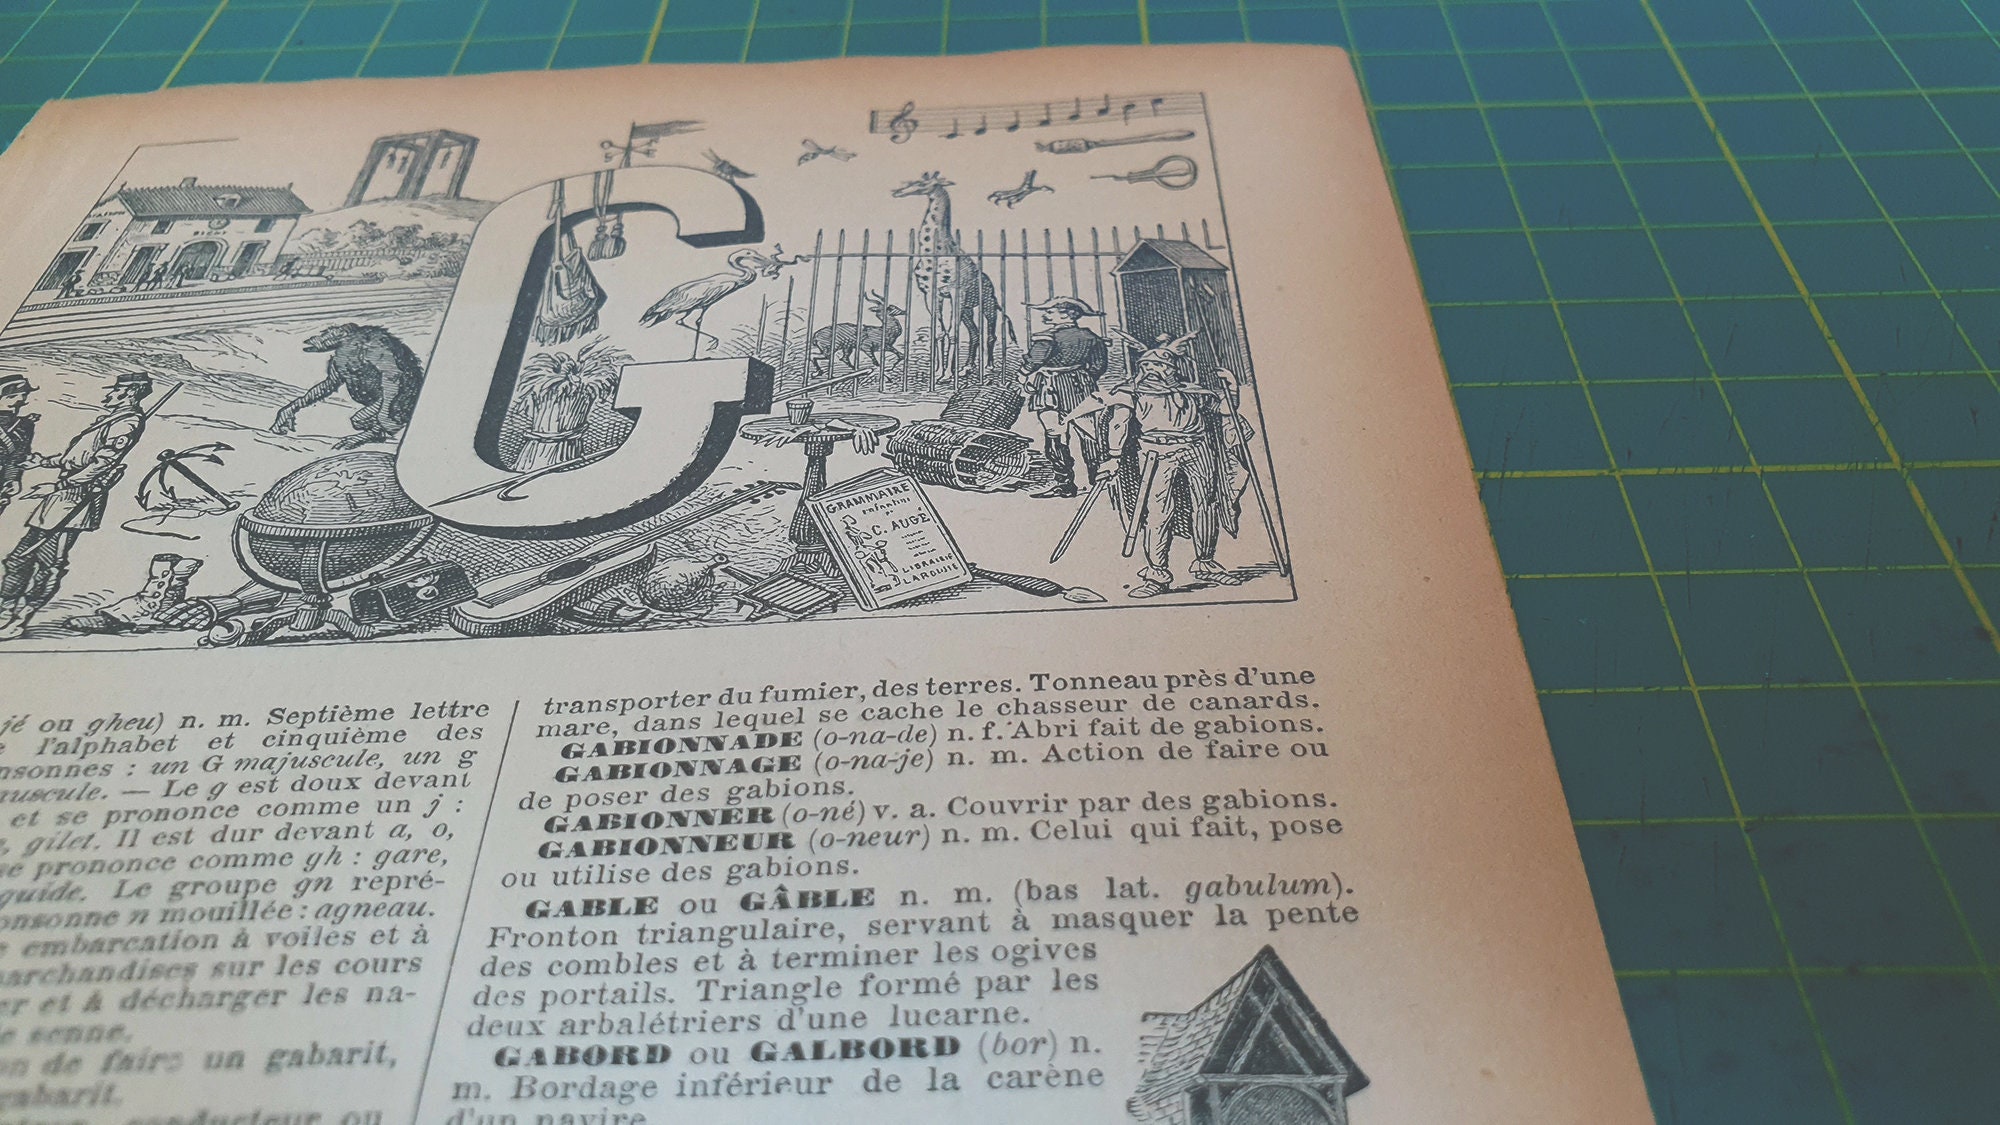 GRAMMAIRE
C. AUGÉ
LIBRAIRIE
LAROUSSE
jé ou gheu) n. m. Septième lettre
l'alphabet et cinquième des
nsonnes : un G majuscule, un g
uscule. — Le g est doux devant
et se prononce comme un j :
gilet. Il est dur devant a, o,
se prononce comme gh : gare,
guide. Le groupe gn repré-
onsonne n mouillée : agneau.
embarcation à voiles et à
archandises sur les cours
er et à décharger les na-
senne.
on de faire un gabarit,
gabarit.
conducteur ou
transporter du fumier, des terres. Tonneau près d'une
mare, dans lequel se cache le chasseur de canards.
GABIONNADE (o-na-de) n. f. Abri fait de gabions.
GABIONNAGE (o-na-je) n. m. Action de faire ou
de poser des gabions.
GABIONNER (o-né) v. a. Couvrir par des gabions.
GABIONNEUR (o-neur) n. m. Celui qui fait, pose
ou utilise des gabions.
GABLE ou GÂBLE n. m. (bas lat. gabulum).
Fronton triangulaire, servant à masquer la pente
des combles et à terminer les ogives
des portails. Triangle formé par les
deux arbalétriers d'une lucarne.
GABORD ou GALBORD (bor) n.
m. Bordage inférieur de la carène
d'un navire.